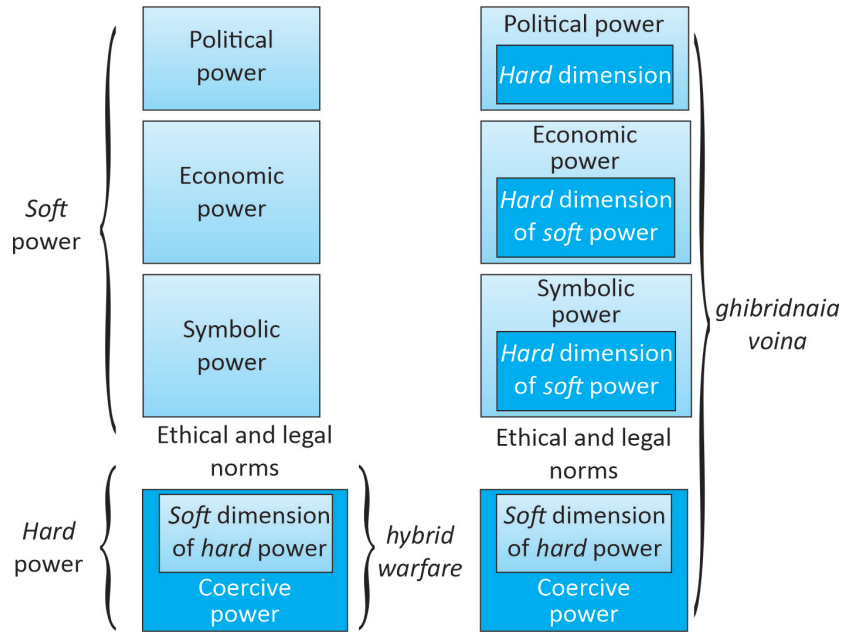 Political
power
Economic
power
Symbolic
power
Soft
power
Ethical and legal
norms
Soft dimension
of hard power
Coercive
power
Hard
power
hybrid
warfare
Political power
Hard dimension
Economic
power
Hard dimension
of soft power
Symbolic
power
Hard dimension
of soft power
Ethical and legal
norms
Soft dimension
of hard power
Coercive
power
ghibridnaia
voina